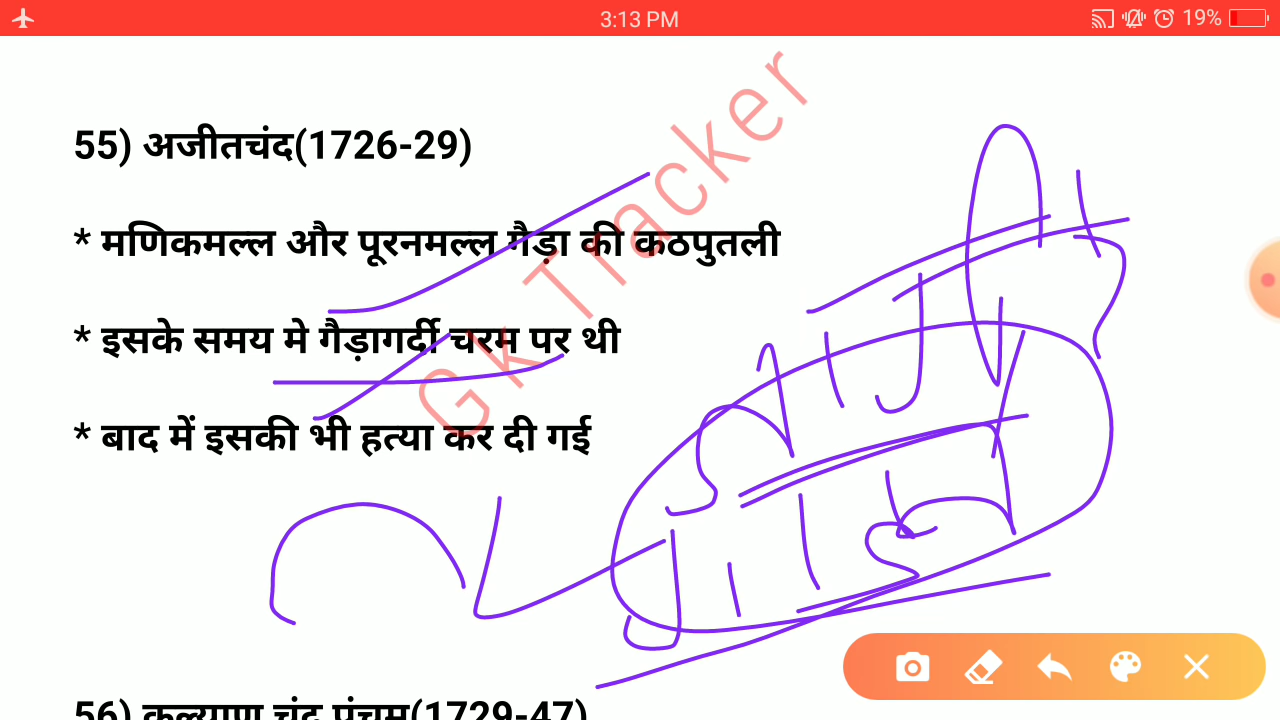 3:13 PM
19%
55) अजीतचंद(1726-29)
* मणिकमल्ल और पूरनमल्ल गैड़ा की कठपुतली
* इसके समय मे गैड़ागर्दी चरम पर थी
* बाद में इसकी भी हत्या कर दी गई
Gk Tracker
56) कल्याण चंद पंचम(1729-47)